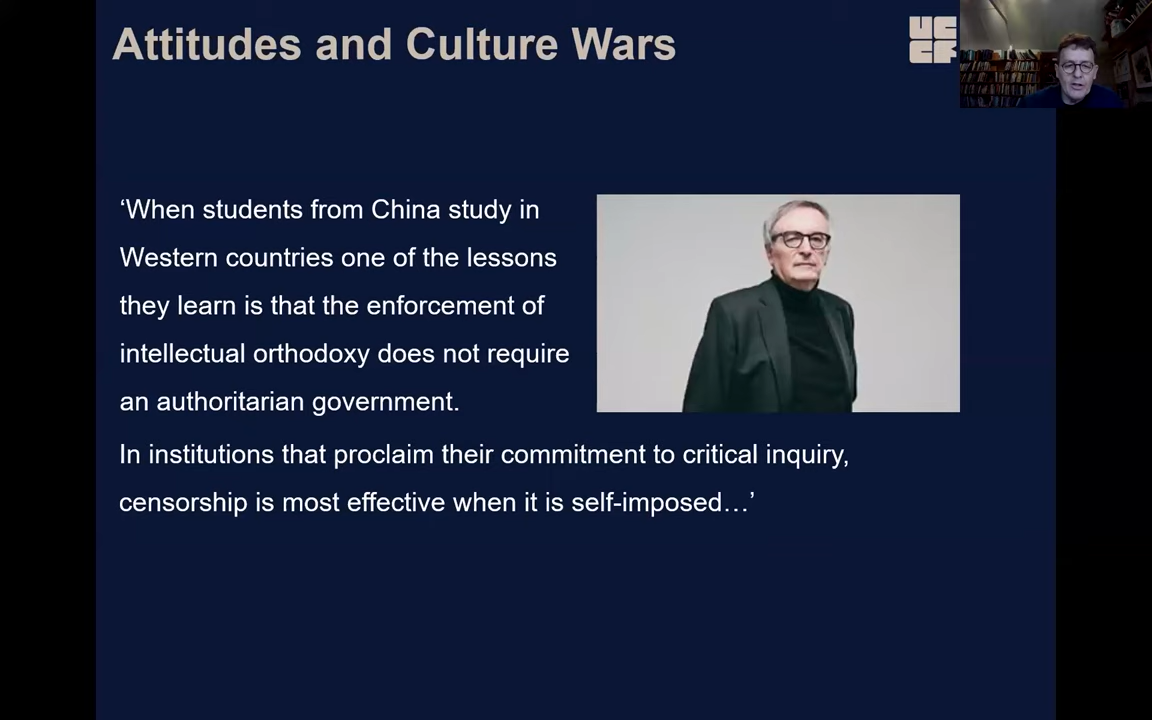 Attitudes and Culture Wars
UC
CF
‘When students from China study in
Western countries one of the lessons
they learn is that the enforcement of
intellectual orthodoxy does not require
an authoritarian government.
In institutions that proclaim their commitment to critical inquiry,
censorship is most effective when it is self-imposed…’